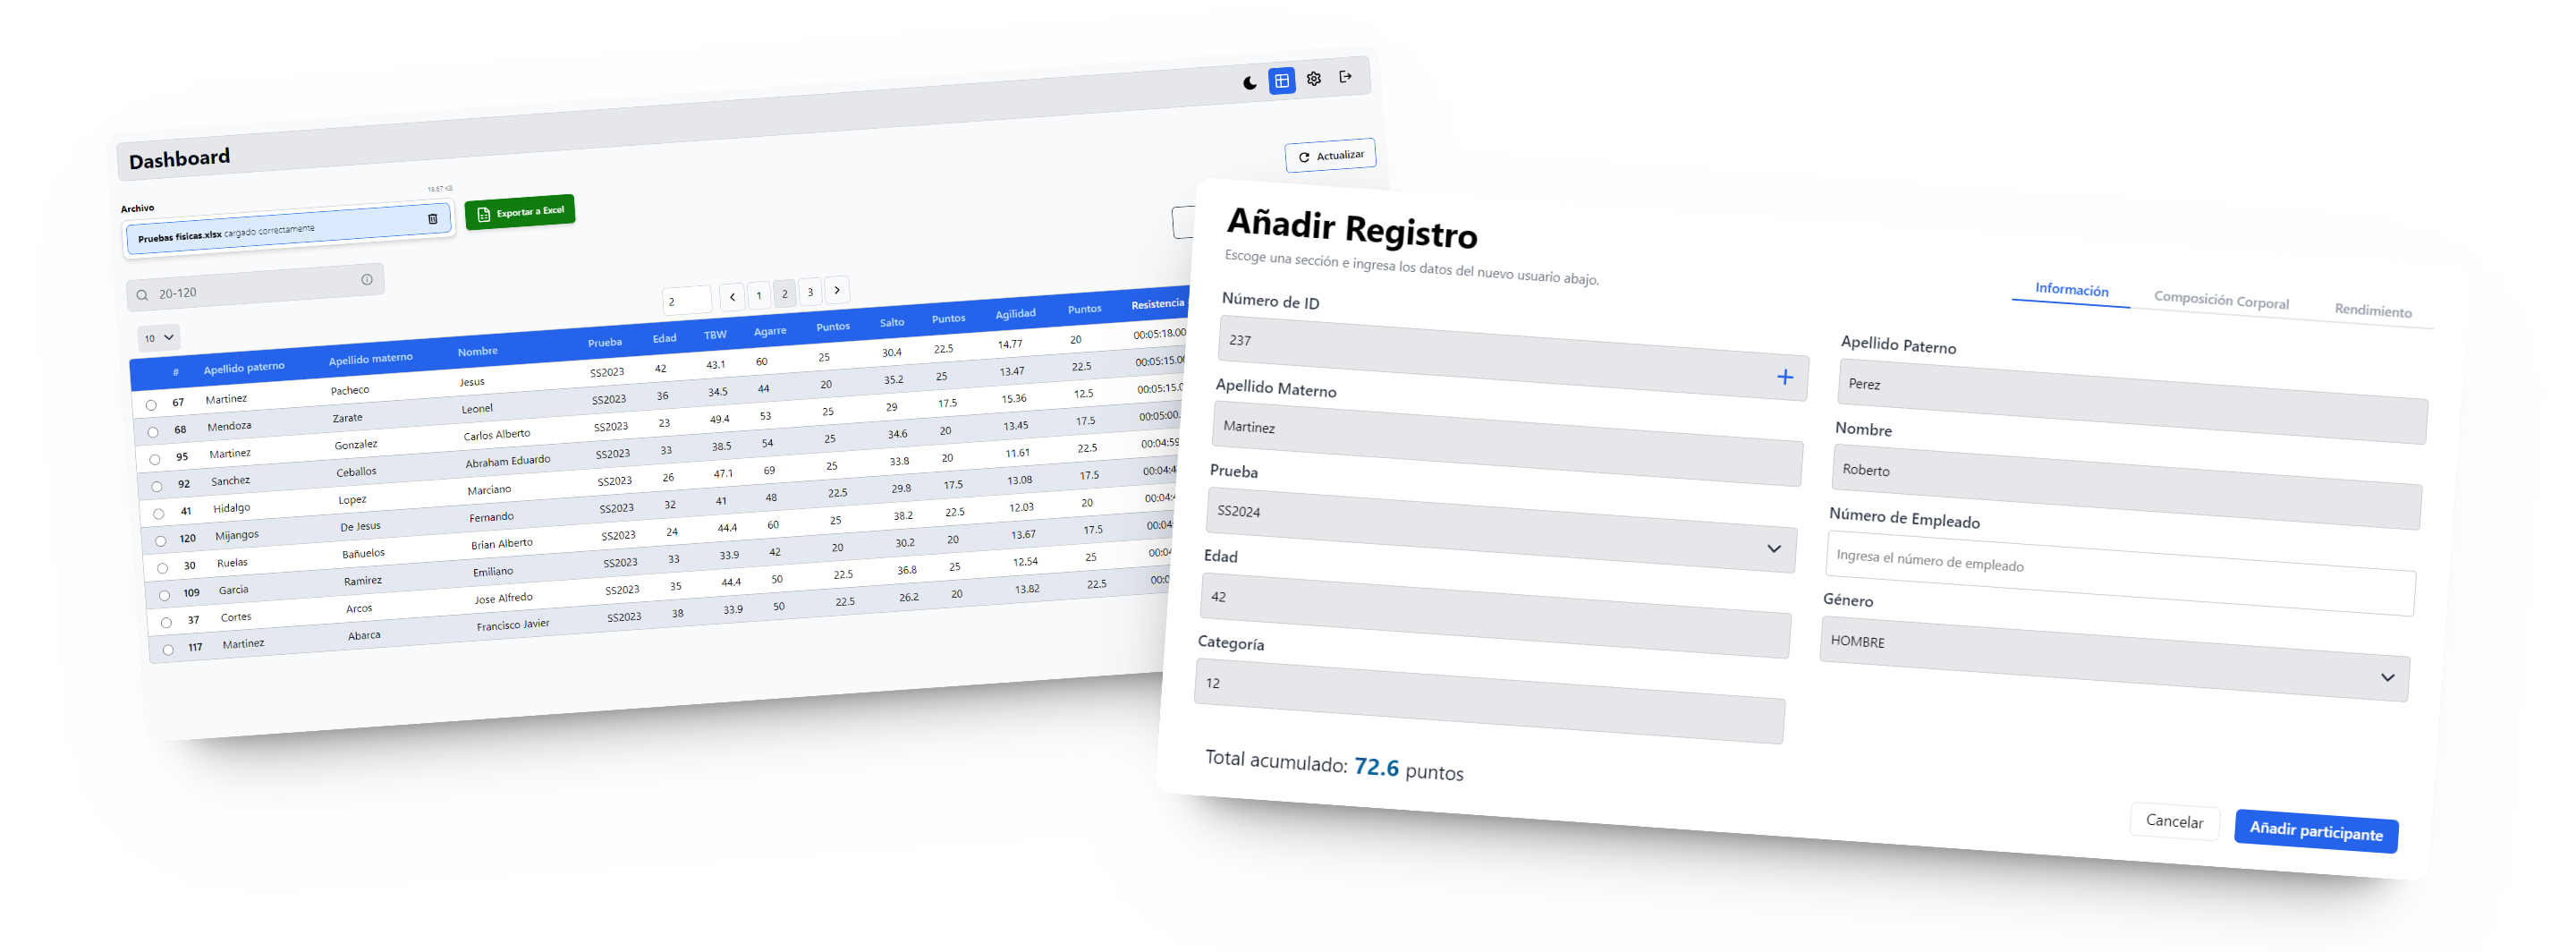 Dashboard
Actualizar
Archivo
18.67 KB
Pruebas fisicas.xlsx cargado correctamente
Exportar a Excel
20-120
2 1 2 3
10
# Apellido paterno Apellido materno Nombre Prueba Edad TBW Agarre Puntos Salto Puntos Agilidad Puntos Resistencia
67 Martinez Pacheco Jesus SS2023 42 43.1 60 25 30.4 22.5 14.77 20 00:05:18.00
68 Mendoza Zarate Leonel SS2023 36 34.5 44 20 35.2 25 13.47 22.5 00:05:15.00
95 Martinez Gonzalez Carlos Alberto SS2023 23 49.4 53 25 29 17.5 15.36 12.5 00:05:15.0
92 Sanchez Ceballos Abraham Eduardo SS2023 33 38.5 54 25 34.6 20 13.45 17.5 00:05:00.
41 Hidalgo Lopez Marciano SS2023 26 47.1 69 25 33.8 20 11.61 22.5 00:04:59
120 Mijangos De Jesus Fernando SS2023 32 41 48 22.5 29.8 17.5 13.08 17.5 00:04:4
30 Ruelas Bañuelos Brian Alberto SS2023 24 44.4 60 25 38.2 22.5 12.03 20 00:04:
109 Garcia Ramirez Emiliano SS2023 33 33.9 42 20 30.2 20 13.67 17.5 00:04
37 Cortes Arcos Jose Alfredo SS2023 35 44.4 50 22.5 36.8 25 12.54 25 00:04
117 Martinez Abarca Francisco Javier SS2023 38 33.9 50 22.5 26.2 20 13.82 22.5 00:0
Añadir Registro
Escoge una sección e ingresa los datos del nuevo usuario abajo.
Información Composición Corporal Rendimiento
Número de ID
237
Apellido Paterno
Perez
Apellido Materno
Martinez
Nombre
Roberto
Prueba
SS2024
Número de Empleado
Ingresa el número de empleado
Edad
42
Género
HOMBRE
Categoría
12
Total acumulado: 72.6 puntos
Cancelar
Añadir participante